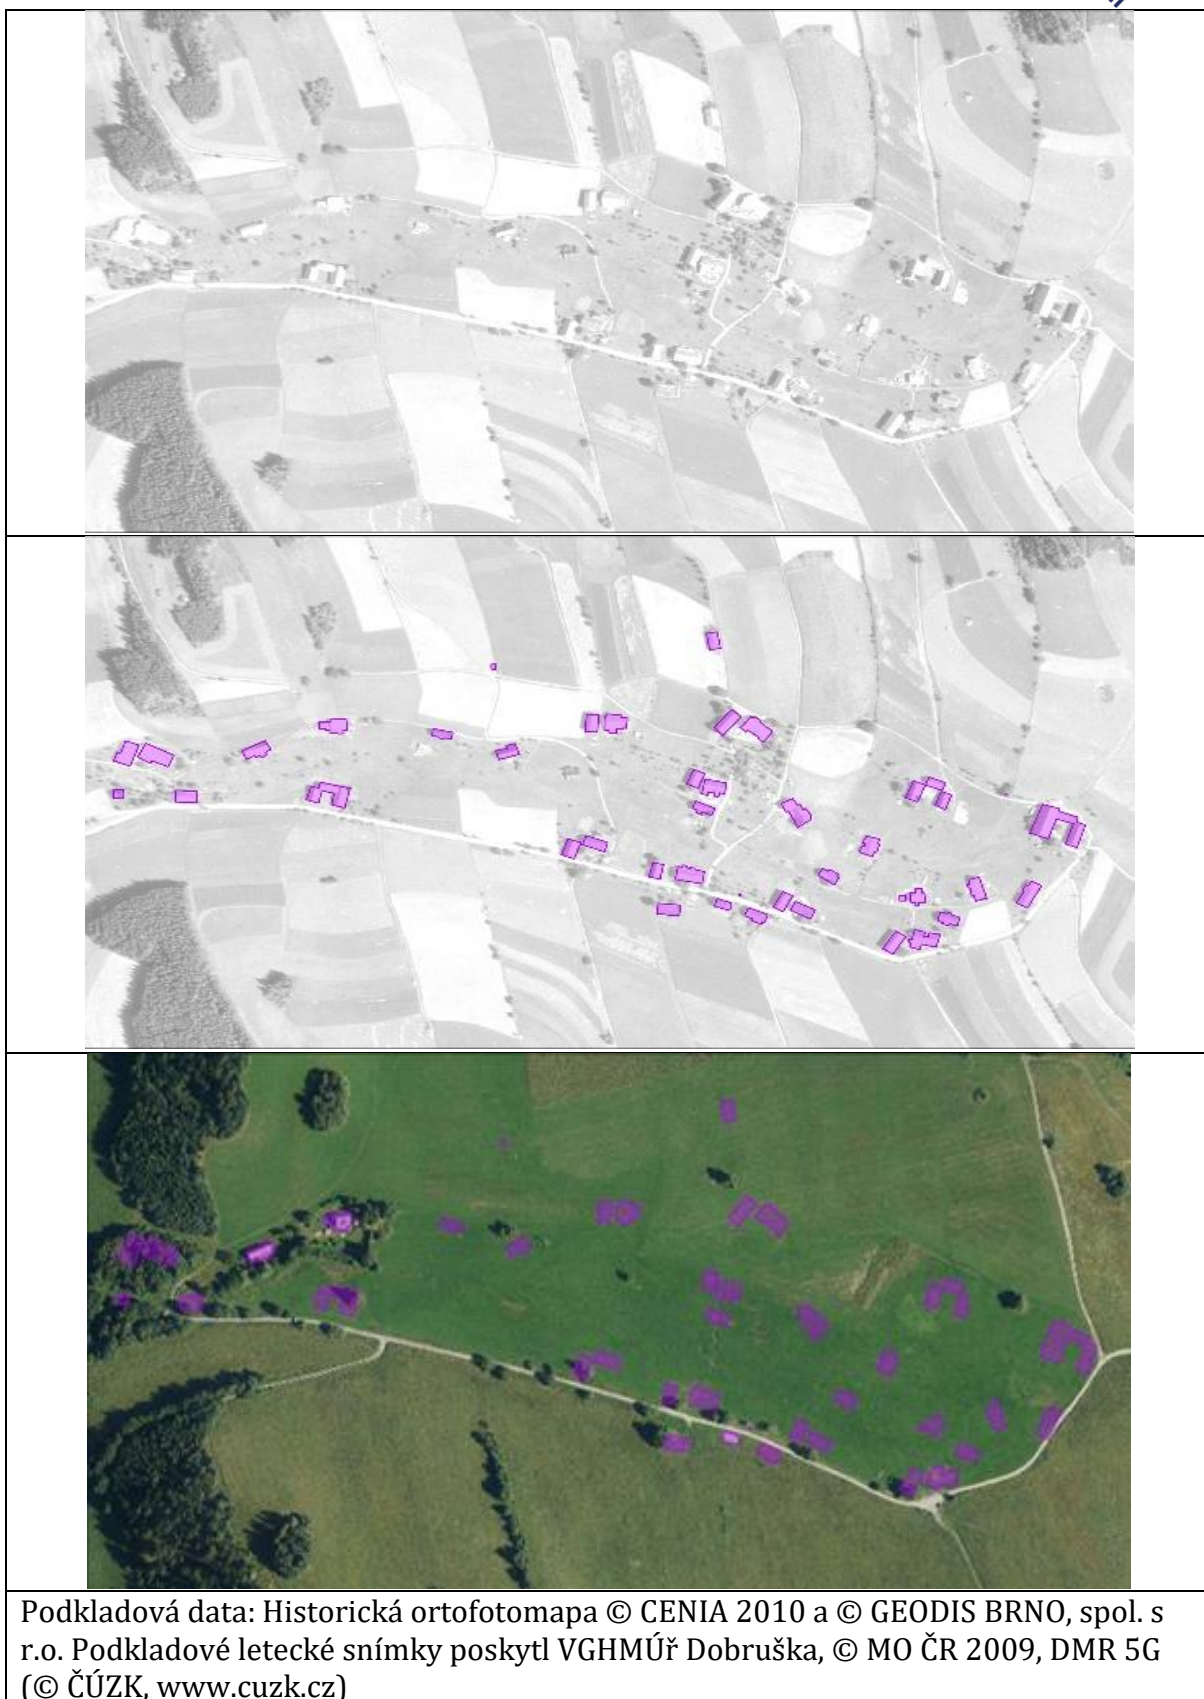 Podkladová data: Historická ortofotomapa © CENIA 2010 a © GEODIS BRNO, spol. s
r.o. Podkladové letecké snímky poskytl VGHMÚř Dobruška, © MO ČR 2009, DMR 5G
(© ČÚZK, www.cuzk.cz)